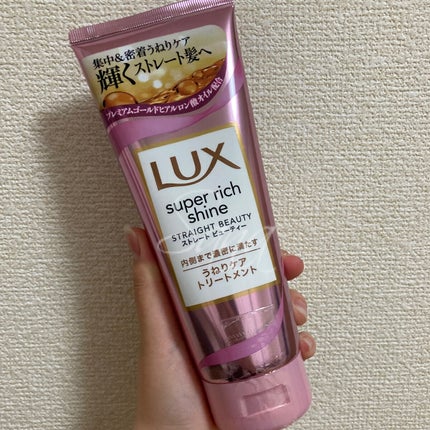 集中&密着うねりケア
輝くストレート髪へ
プレミアムゴールドヒアルロン酸オイル配合
LUX
super rich
shine
STRAIGHT BEAUTY
ストレート ビューティー
内側まで濃密に満たす
うねりケア
トリートメント